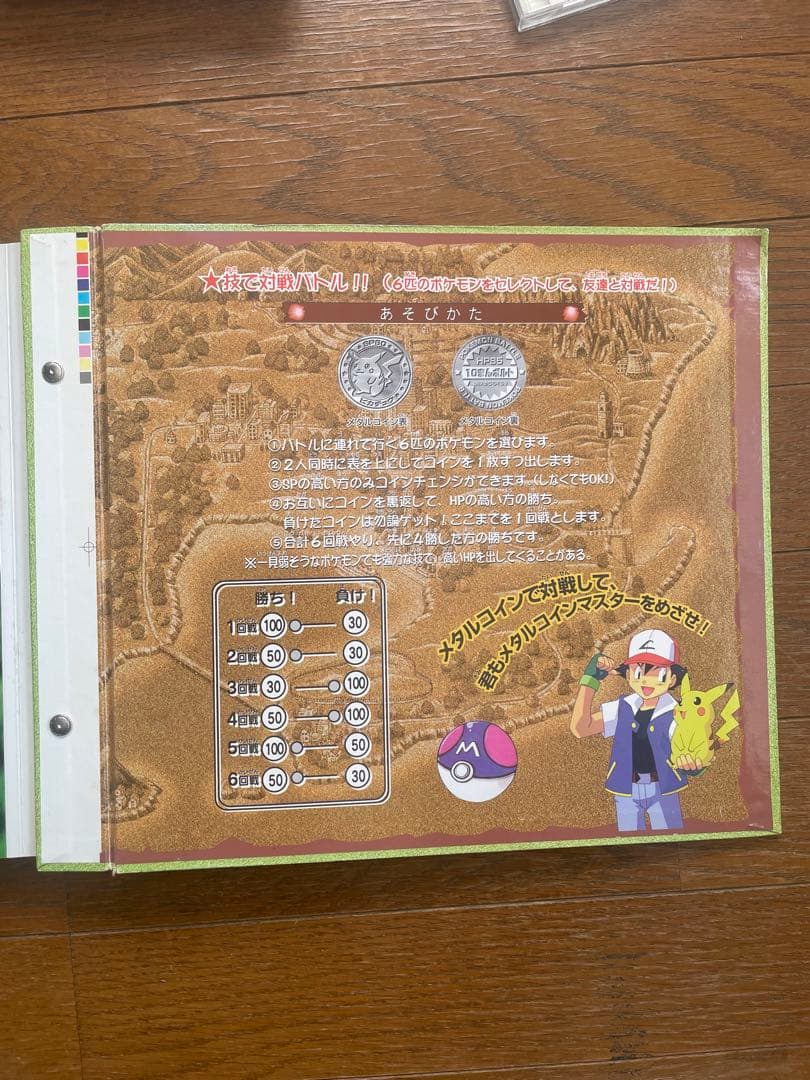 ★技で対戦バトル!!(6匹のポケモンをセレクトして、友達と対戦だ!)
あそびかた
SP80
ピカチュウ
POKEMON BATTLE
HP85
10まんボルト
メタルコイン表
メタルコイン裏
①バトルに連れて行く6匹のポケモンを選びます。
②2人同時に表を上にしてコインを1枚ずつ出します。
③SPの高い方のみコインチェンジができます(しなくてもOK!)
④お互いにコインを裏返して、HPの高い方の勝ち。
負けたコインは勿論ゲット!ここまでを1回戦とします。
⑤合計6回戦やり、先に4勝した方の勝ちです。
※一見弱そうなポケモンでも強力な技で、高いHPを出してくることがある。
勝ち! 負け!
1回戦 100 30
2回戦 50 30
3回戦 30 100
4回戦 50 100
5回戦 100 50
6回戦 50 30
メタルコインで対戦して、
君もメタルコインマスターをめざせ!
M